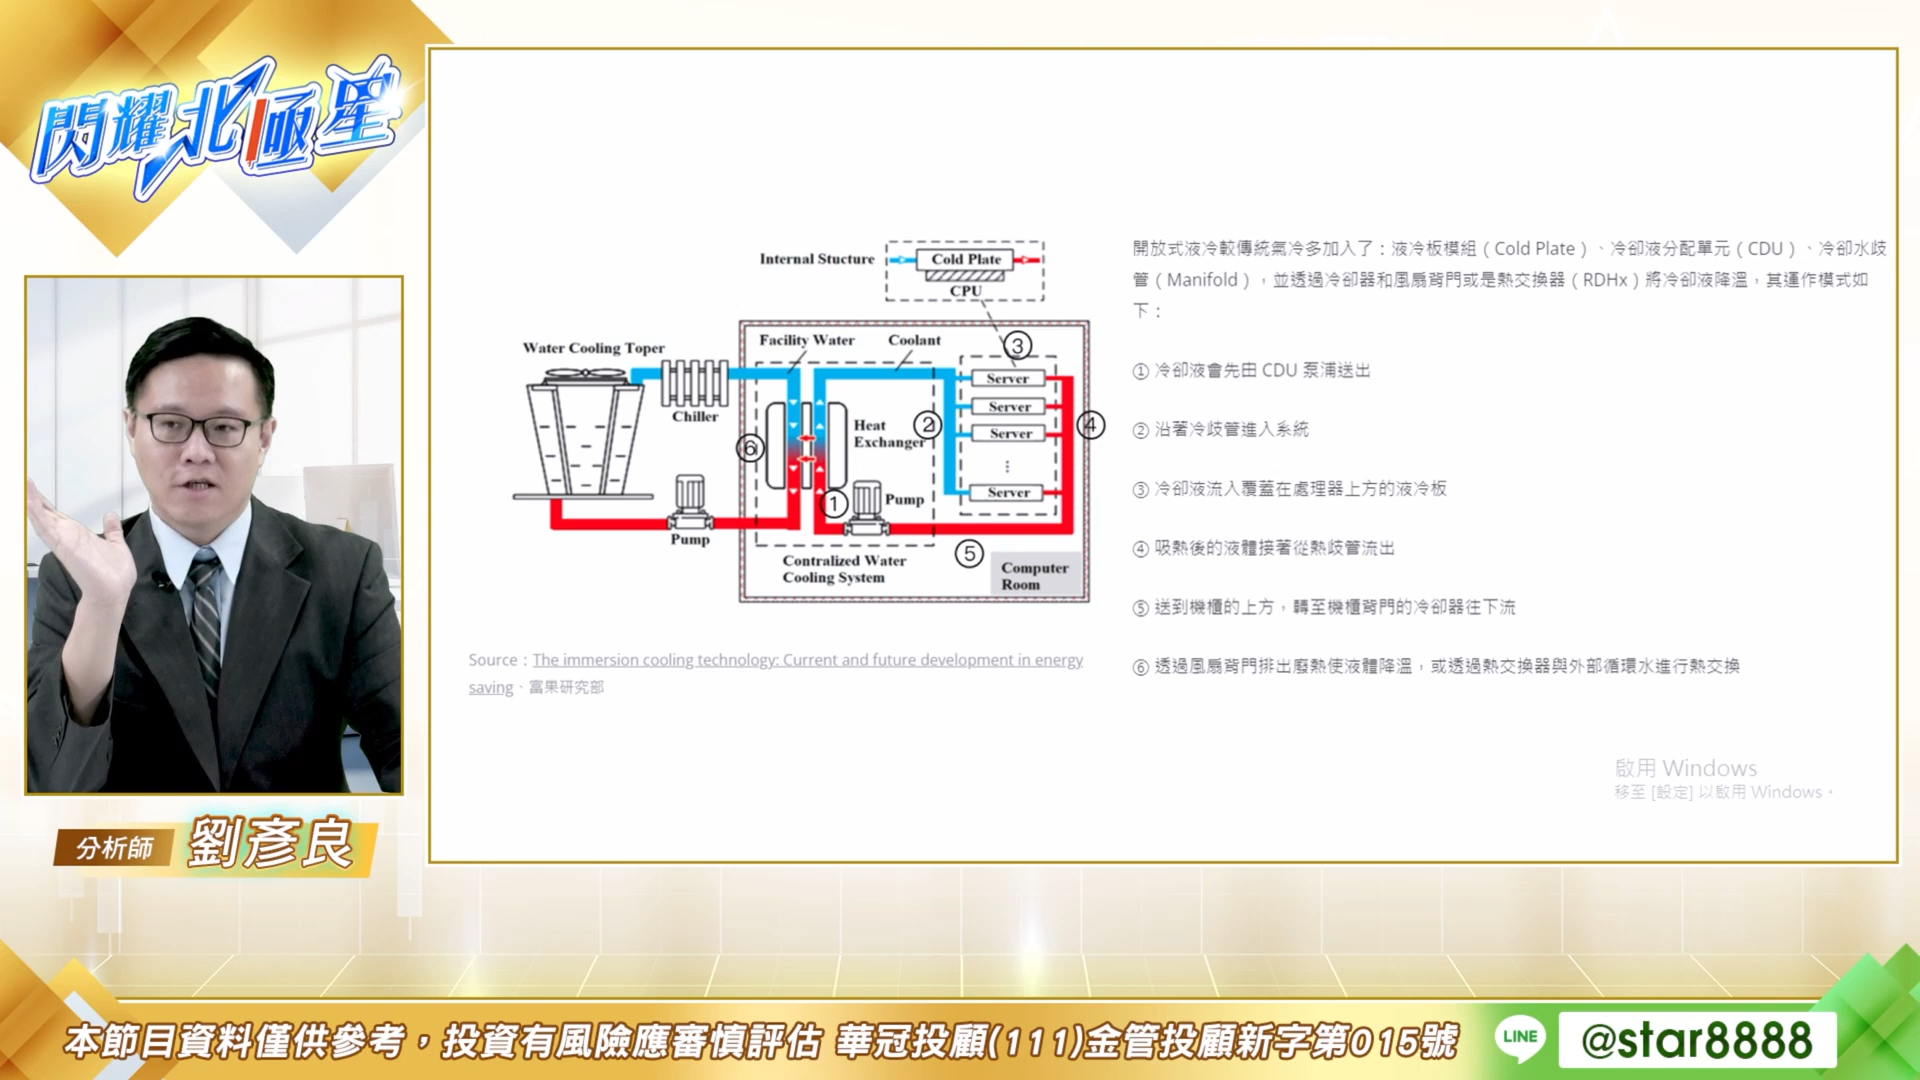 閃耀北極星
Internal Stucture
Cold Plate
CPU
Water Cooling Toper
Facility Water
Coolant
③
Server
Chiller
Server
Heat
Exchanger
②
④
Server
⑥
Server
①
Pump
Pump
⑤
Contralized Water
Cooling System
Computer
Room
Source：The immersion cooling technology: Current and future development in energy
saving、富果研究部
開放式液冷較傳統氣冷多加入了：液冷板模組（Cold Plate）、冷卻液分配單元（CDU）、冷卻水歧
管（Manifold），並透過冷卻器和風扇背門或是熱交換器（RDHx）將冷卻液降溫，其運作模式如
下：
① 冷卻液會先由 CDU 泵浦送出
② 沿著冷歧管進入系統
③ 冷卻液流入覆蓋在處理器上方的液冷板
④ 吸熱後的液體接著從熱歧管流出
⑤ 送到機櫃的上方，轉至機櫃背門的冷卻器往下流
⑥ 透過風扇背門排出廢熱使液體降溫，或透過熱交換器與外部循環水進行熱交換
啟用 Windows
移至 [設定] 以啟用 Windows。
分析師 劉彥良
本節目資料僅供參考，投資有風險應審慎評估 華冠投顧(111)金管投顧新字第015號
LINE @star8888